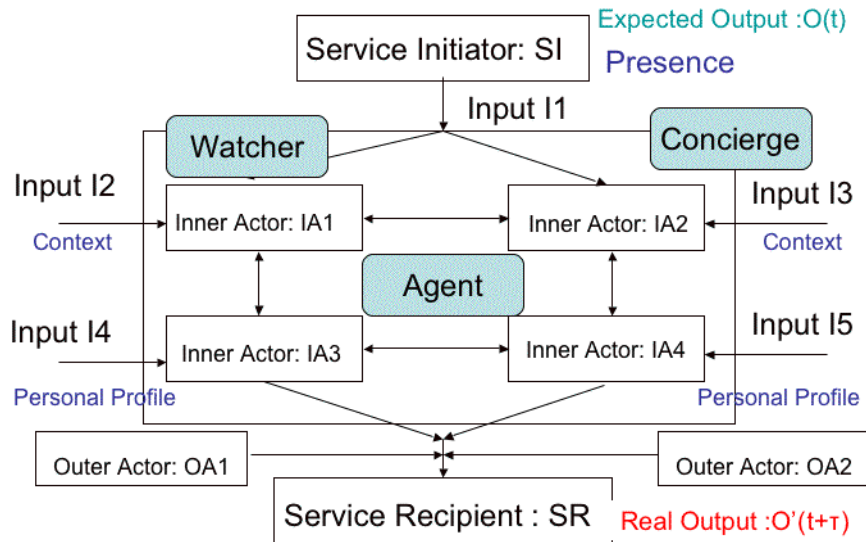 Expected Output :O(t)
Service Initiator: SI
Presence
Input I1
Watcher
Concierge
Input I2
Input I3
Inner Actor: IA1
Inner Actor: IA2
Context
Context
Agent
Input I4
Input I5
Inner Actor: IA3
Inner Actor: IA4
Personal Profile
Personal Profile
Outer Actor: OA1
Outer Actor: OA2
Service Recipient : SR
Real Output :O’(t+τ)